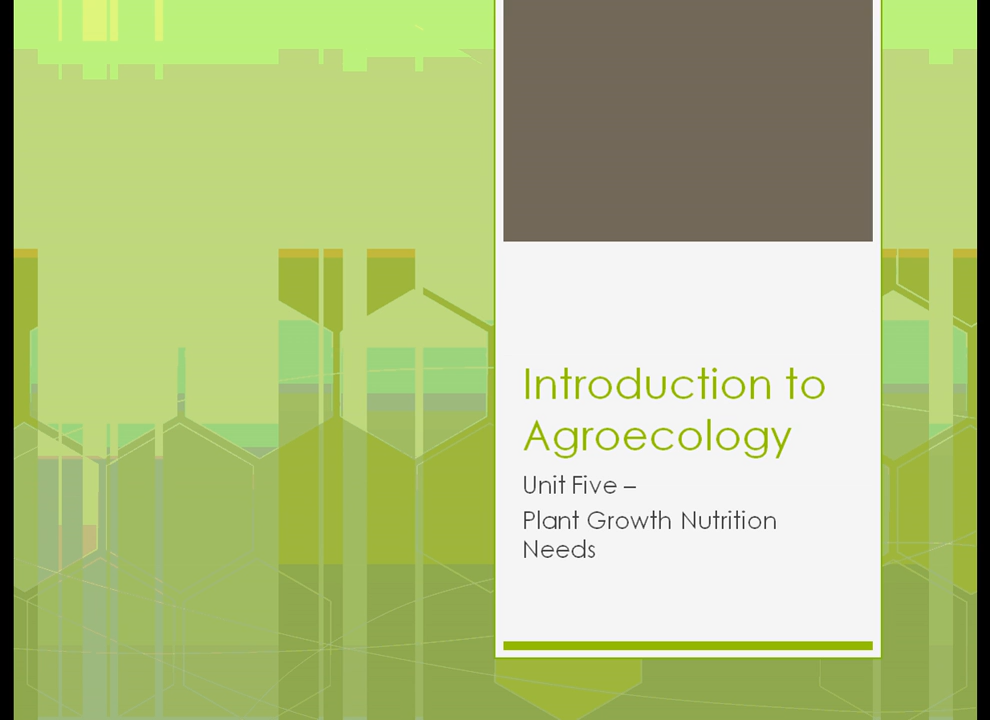 Introduction to
Agroecology
Unit Five –
Plant Growth Nutrition
Needs